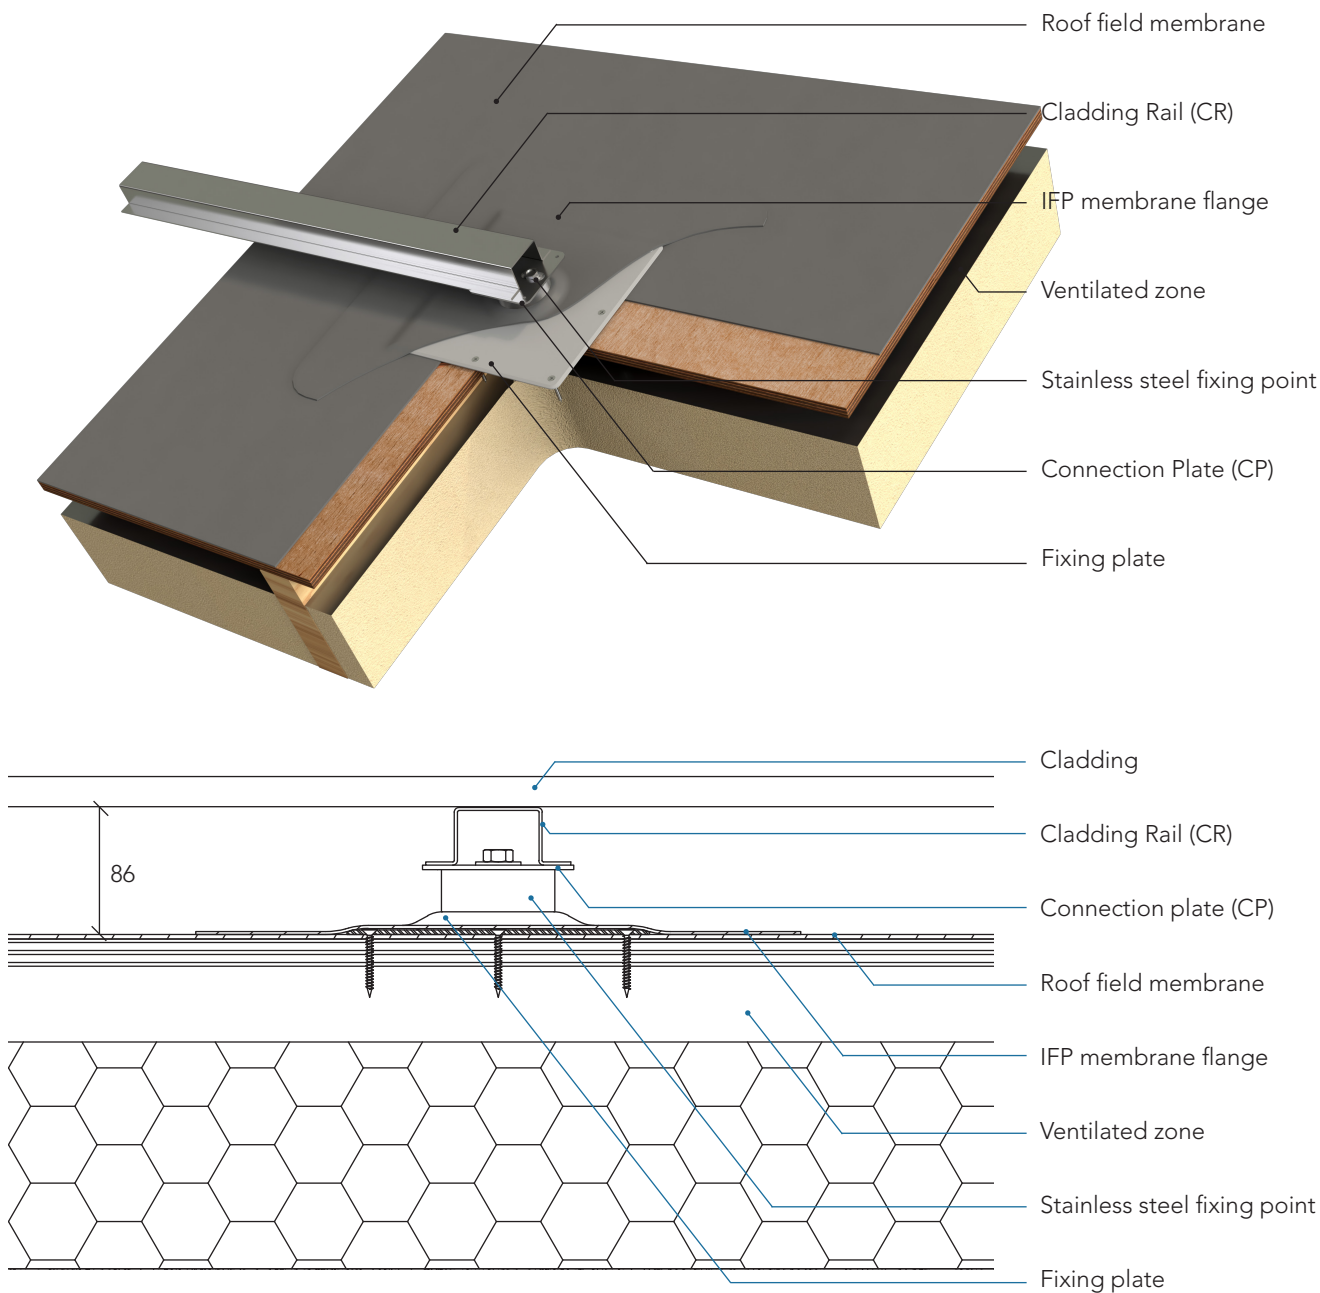 Roof field membrane
Cladding Rail (CR)
IFP membrane flange
Ventilated zone
Stainless steel fixing point
Connection Plate (CP)
Fixing plate
Cladding
Cladding Rail (CR)
86
Connection plate (CP)
Roof field membrane
IFP membrane flange
Ventilated zone
Stainless steel fixing point
Fixing plate